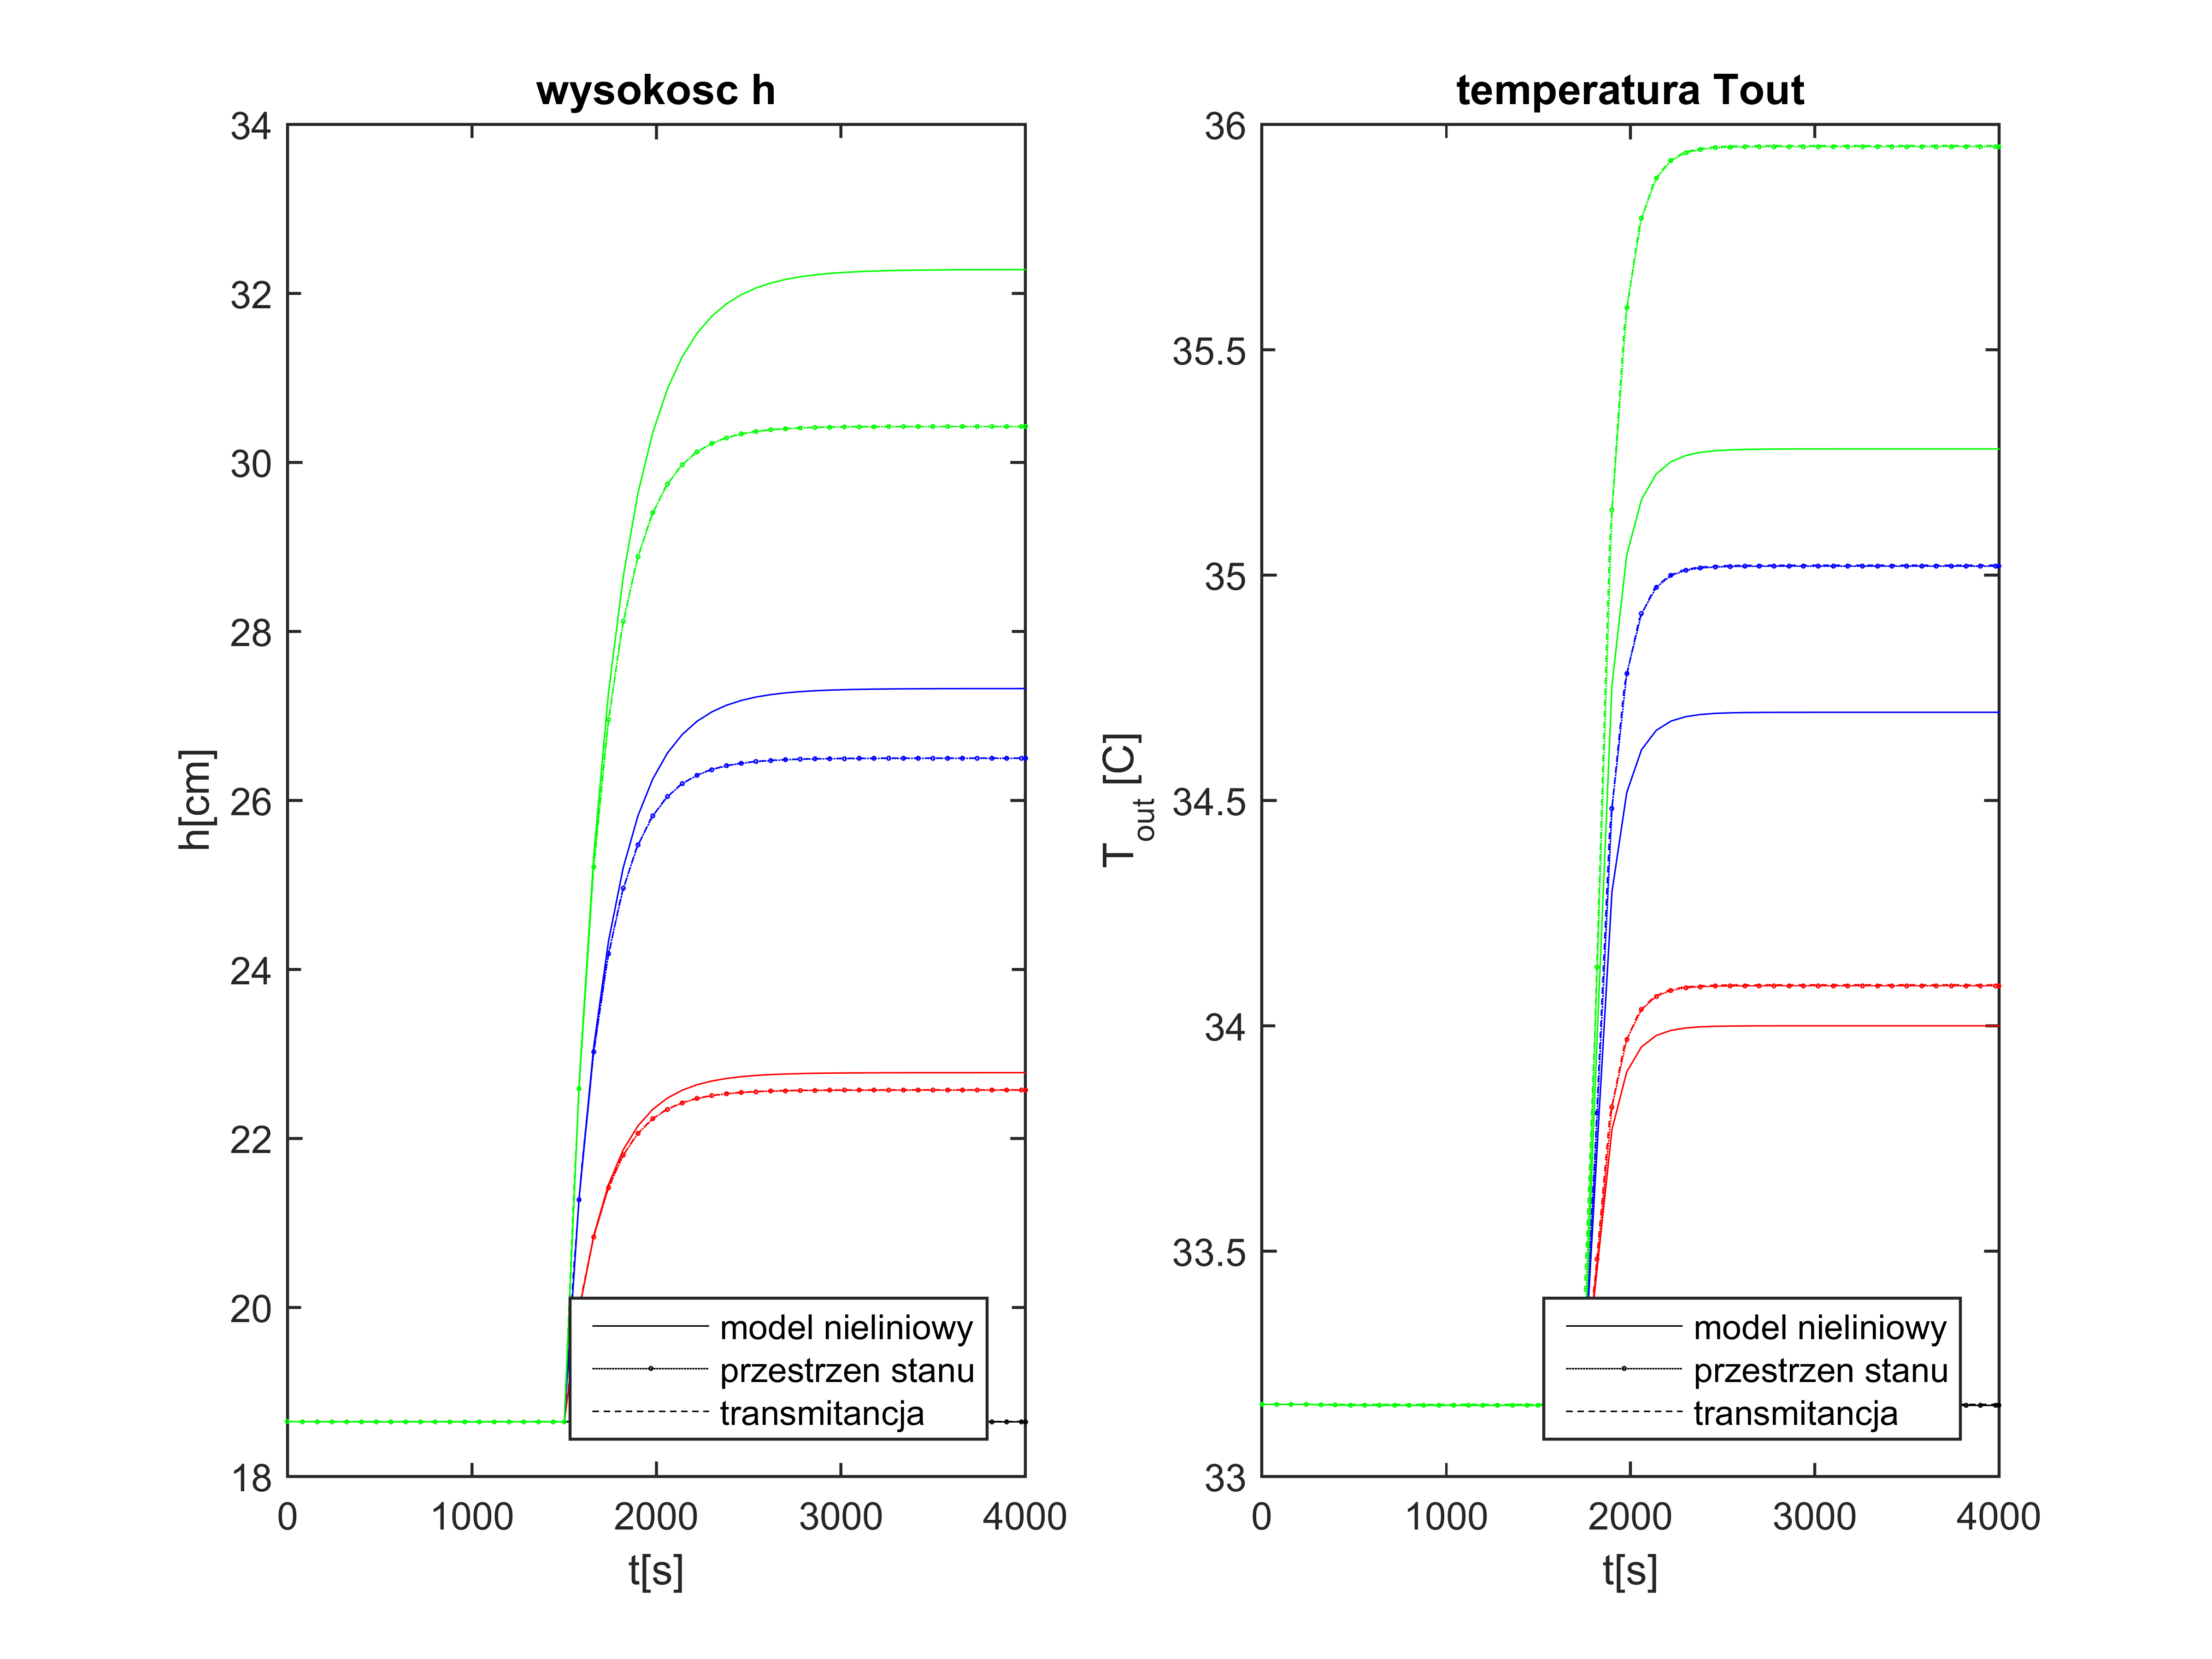 wysokosc h
34
32
30
28
26
24
22
20
18
h[cm]
0 1000 2000 3000 4000
t[s]
model nieliniowy
przestrzen stanu
transmitancja
temperatura Tout
36
35.5
35
34.5
34
33.5
33
T_out [C]
0 1000 2000 3000 4000
t[s]
model nieliniowy
przestrzen stanu
transmitancja